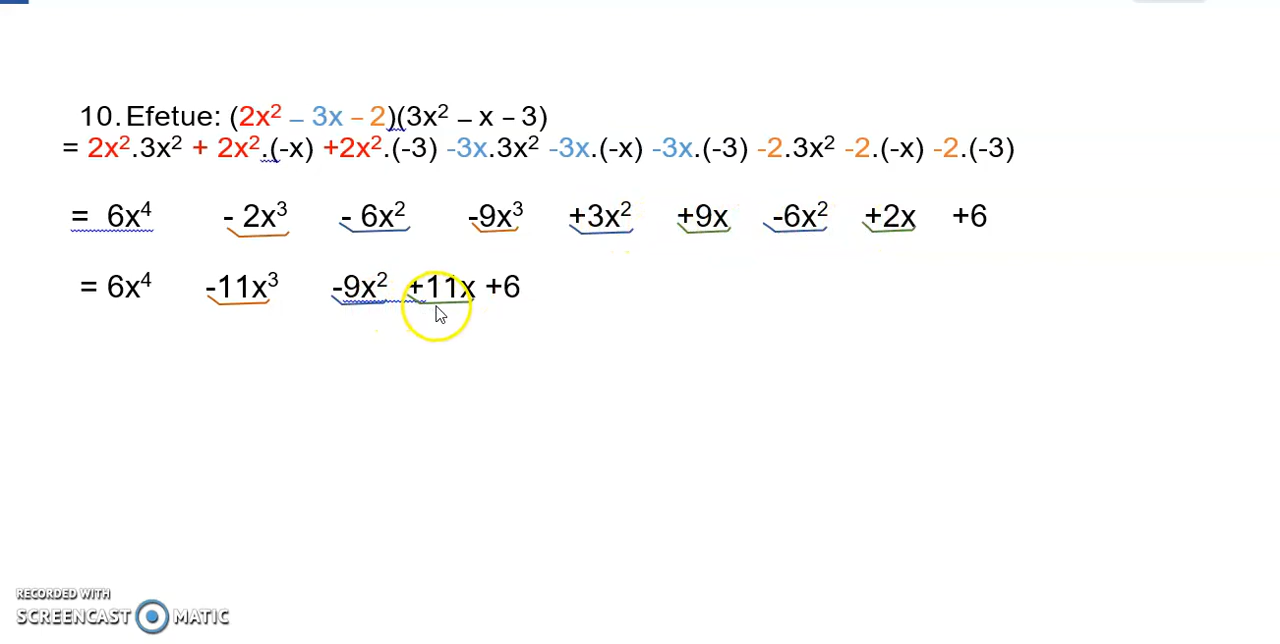 10. Efetue: (2x² – 3x – 2)(3x² – x – 3)
= 2x².3x² + 2x².(-x) +2x².(-3) -3x.3x² -3x.(-x) -3x.(-3) -2.3x² -2.(-x) -2.(-3)
= 6x⁴ - 2x³ - 6x² -9x³ +3x² +9x -6x² +2x +6
= 6x⁴ -11x³ -9x² +11x +6
RECORDED WITH
SCREENCAST MATIC